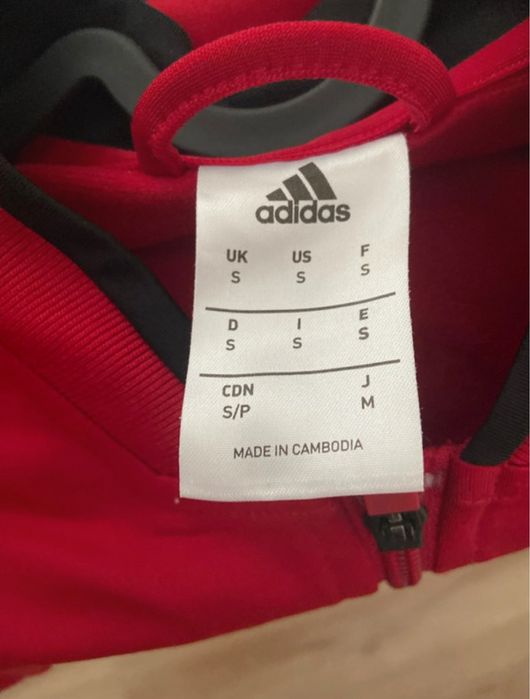 adidas
UK US F
S S S
D I E
S S S
CDN J
S/P M
MADE IN CAMBODIA